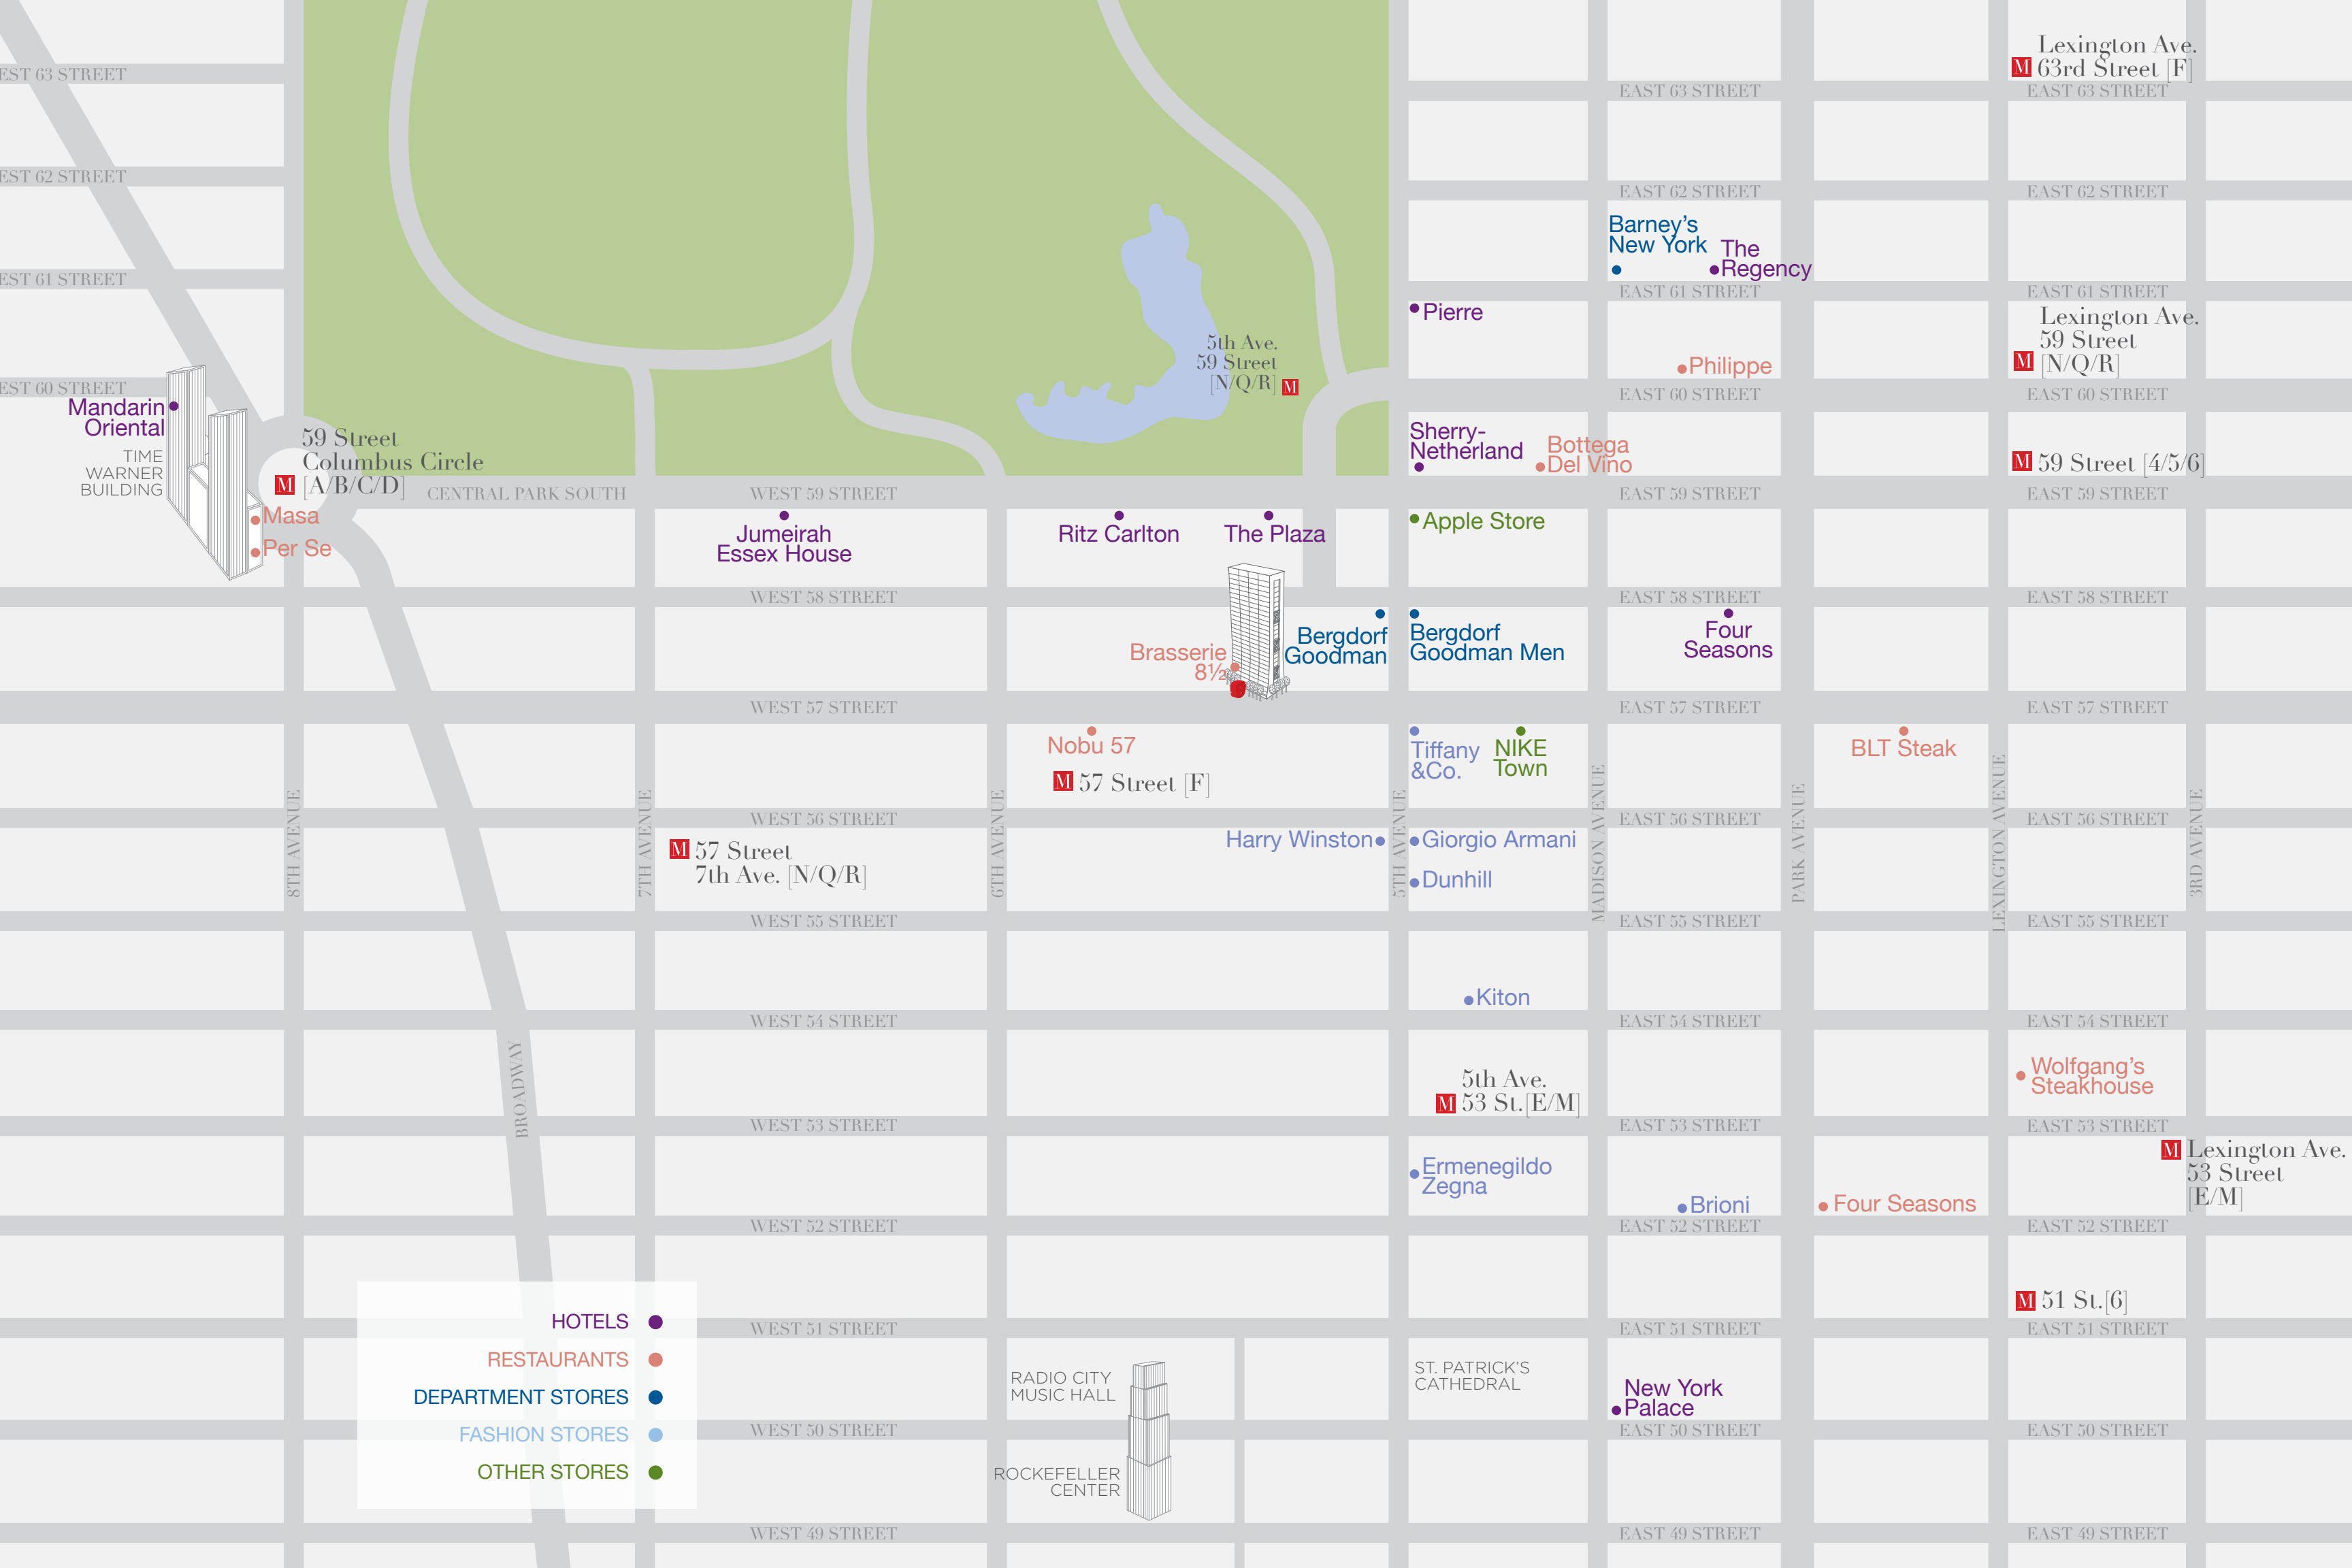 Lexington Ave.
M 63rd Street [F]
EST 63 STREET
EAST 63 STREET
EAST 63 STREET
EST 62 STREET
EAST 62 STREET
EAST 62 STREET
Barney's
New York
The
Regency
EST 61 STREET
EAST 61 STREET
EAST 61 STREET
Pierre
Lexington Ave.
59 Street
M [N/Q/R]
5th Ave.
59 Street
[N/Q/R] M
Philippe
EST 60 STREET
EAST 60 STREET
EAST 60 STREET
Mandarin
Oriental
TIME
WARNER
BUILDING
59 Street
Columbus Circle
M [A/B/C/D]
Sherry-
Netherland
Bottega
Del Vino
M 59 Street [4/5/6]
CENTRAL PARK SOUTH
WEST 59 STREET
EAST 59 STREET
EAST 59 STREET
Masa
Per Se
Jumeirah
Essex House
Ritz Carlton
The Plaza
Apple Store
WEST 58 STREET
EAST 58 STREET
EAST 58 STREET
Brasserie
8½
Bergdorf
Goodman
Bergdorf
Goodman Men
Four
Seasons
WEST 57 STREET
EAST 57 STREET
EAST 57 STREET
Nobu 57
M 57 Street [F]
Tiffany
&Co.
NIKE
Town
BLT Steak
WEST 56 STREET
EAST 56 STREET
EAST 56 STREET
8TH AVENUE
7TH AVENUE
6TH AVENUE
5TH AVENUE
MADISON AVENUE
PARK AVENUE
LEXINGTON AVENUE
3RD AVENUE
M 57 Street
7th Ave. [N/Q/R]
Harry Winston
Giorgio Armani
Dunhill
WEST 55 STREET
EAST 55 STREET
EAST 55 STREET
Kiton
WEST 54 STREET
EAST 54 STREET
EAST 54 STREET
BROADWAY
5th Ave.
M 53 St.[E/M]
Wolfgang's
Steakhouse
WEST 53 STREET
EAST 53 STREET
EAST 53 STREET
M Lexington Ave.
53 Street
[E/M]
Ermenegildo
Zegna
Brioni
Four Seasons
WEST 52 STREET
EAST 52 STREET
EAST 52 STREET
M 51 St.[6]
WEST 51 STREET
EAST 51 STREET
EAST 51 STREET
RADIO CITY
MUSIC HALL
ST. PATRICK'S
CATHEDRAL
New York
Palace
WEST 50 STREET
EAST 50 STREET
EAST 50 STREET
ROCKEFELLER
CENTER
WEST 49 STREET
EAST 49 STREET
EAST 49 STREET
HOTELS
RESTAURANTS
DEPARTMENT STORES
FASHION STORES
OTHER STORES